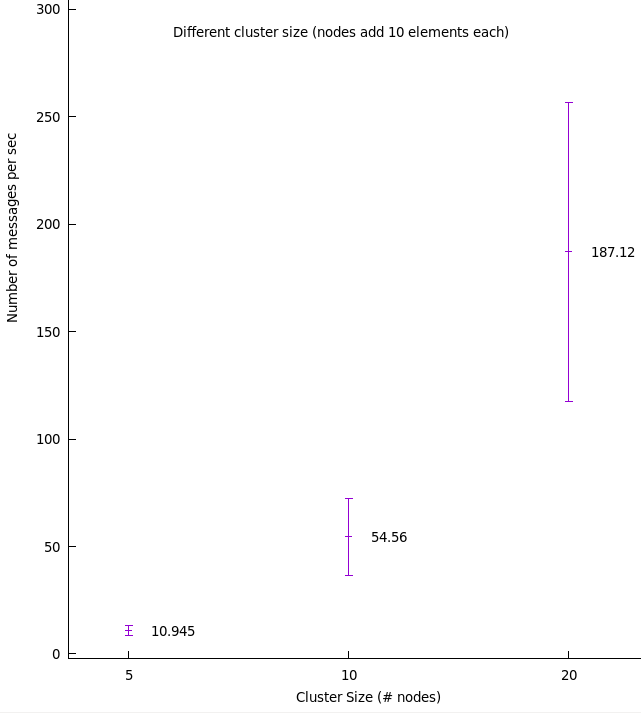 300
Different cluster size (nodes add 10 elements each)
250
200
187.12
150
100
50
54.56
10.945
0
5 10 20
Cluster Size (# nodes)
Number of messages per sec